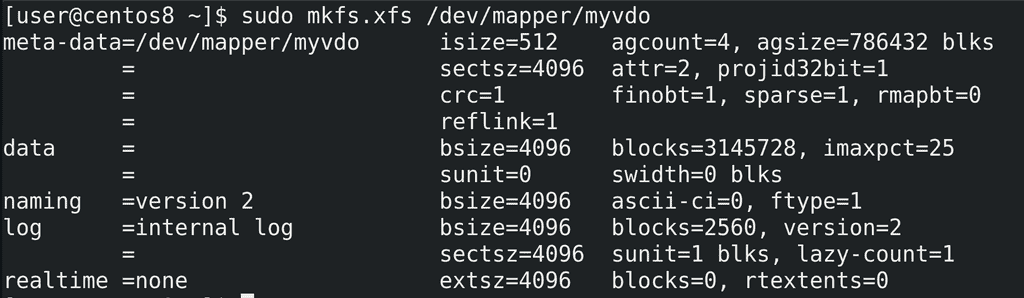 [user@centos8 ~]$ sudo mkfs.xfs /dev/mapper/myvdo
meta-data=/dev/mapper/myvdo      isize=512    agcount=4, agsize=786432 blks
         =                       sectsz=4096  attr=2, projid32bit=1
         =                       crc=1        finobt=1, sparse=1, rmapbt=0
         =                       reflink=1
data     =                       bsize=4096   blocks=3145728, imaxpct=25
         =                       sunit=0      swidth=0 blks
naming   =version 2              bsize=4096   ascii-ci=0, ftype=1
log      =internal log           bsize=4096   blocks=2560, version=2
         =                       sectsz=4096  sunit=1 blks, lazy-count=1
realtime =none                   extsz=4096   blocks=0, rtextents=0